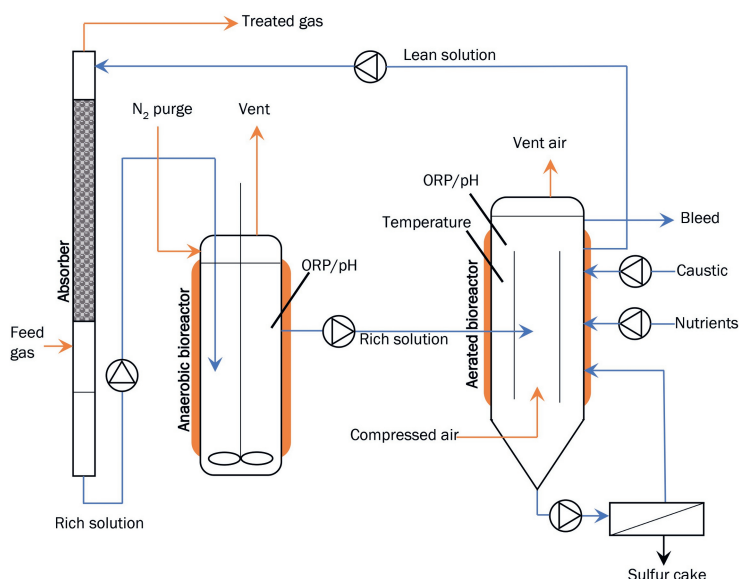 Treated gas
Lean solution
N₂ purge
Vent
Vent air
ORP/pH
Temperature
Bleed
Absorber
ORP/pH
Caustic
Feed
gas
Anaerobic bioreactor
Rich solution
Aerated bioreactor
Nutrients
Compressed air
Rich solution
Sulfur cake